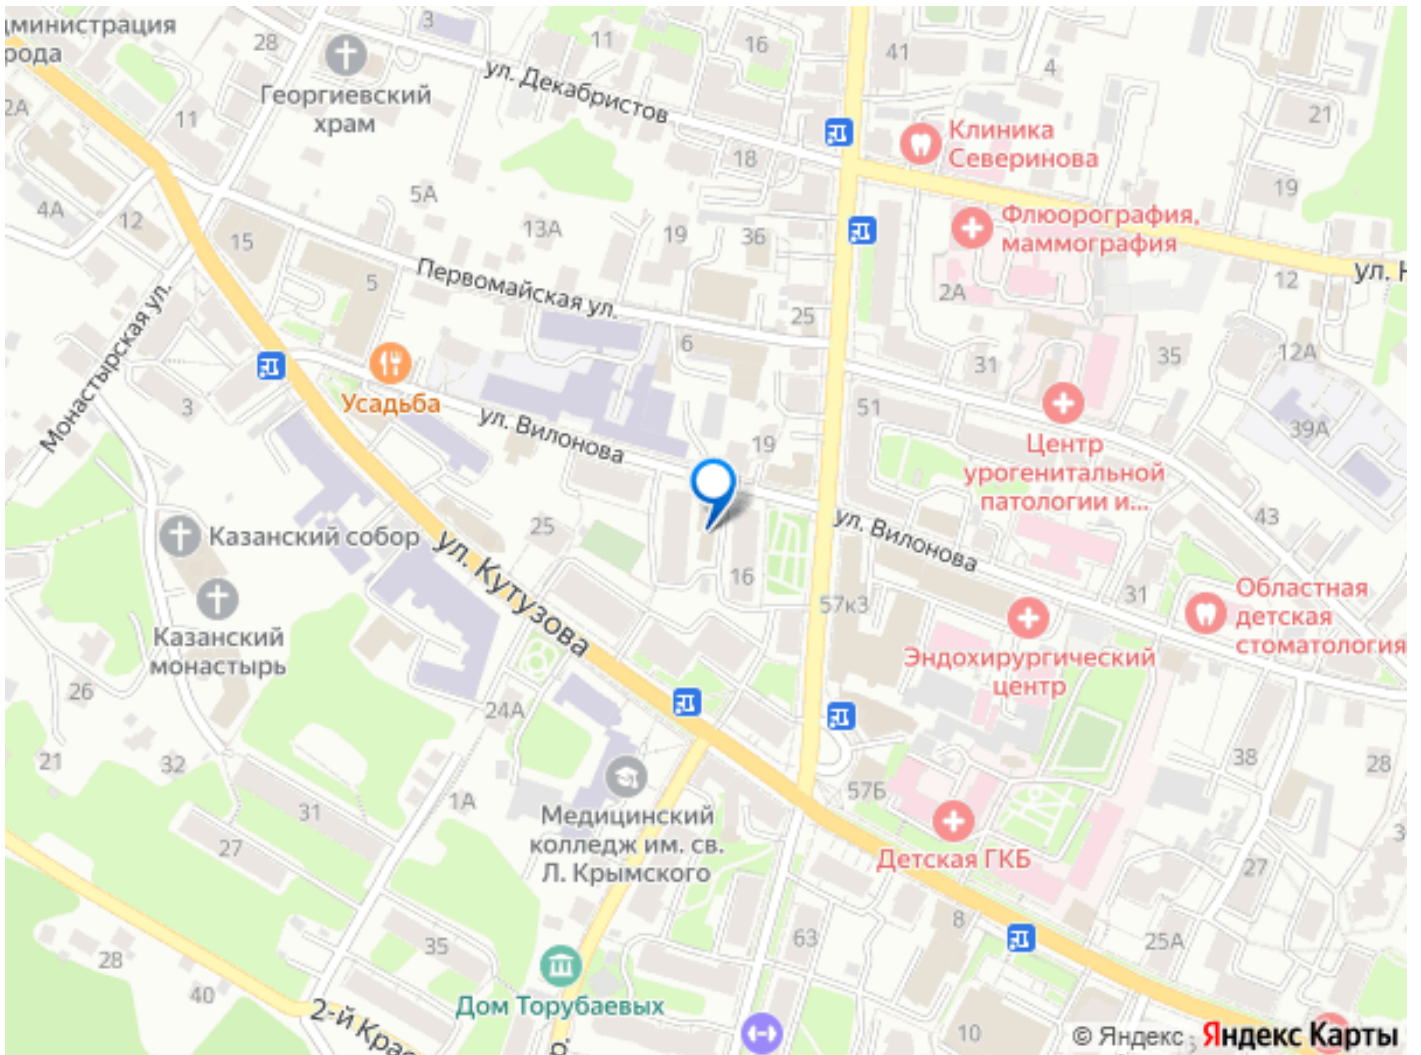 дминистрация
рода
28
Георгиевский
храм
3
11
16
ул. Декабристов
41
4
21
2А
11
18
Клиника
Северинова
19
5А
4А
12
15
13А
19
36
Флюорография,
маммография
12
ул. Н
5
Первомайская ул.
2А
25
6
31
35
12А
Монастырская ул.
3
Усадьба
ул. Вилонова
19
51
39А
Центр
урогенитальной
патологии и...
Казанский собор
ул. Кутузова
25
16
ул. Вилонова
43
57к3
31
Областная
детская
стоматология
Казанский
монастырь
Эндохирургический
центр
26
24А
21
32
1А
31
27
38
28
57Б
Медицинский
колледж им. св.
Л. Крымского
Детская ГКБ
27
8
63
25А
35
28
40
Дом Торубаевых
2-й Крас
10
© Яндекс
Яндекс Карты